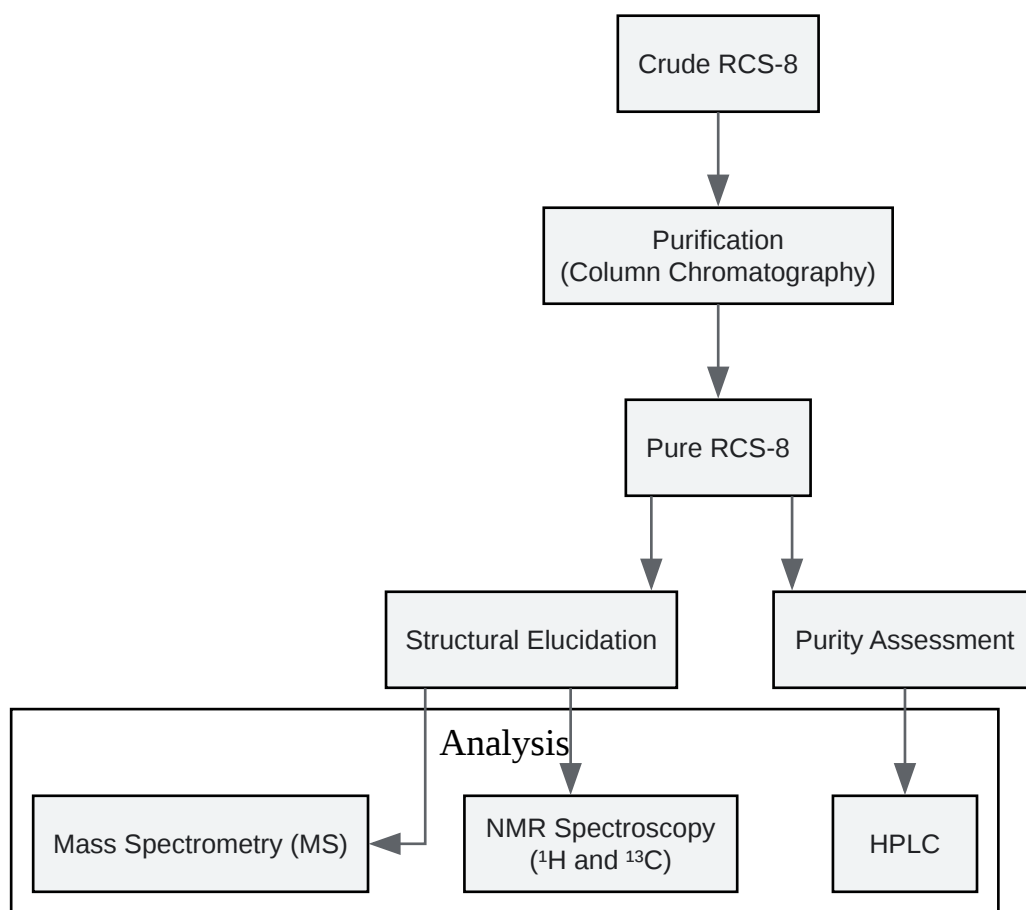 Crude RCS-8
Purification
(Column Chromatography)
Pure RCS-8
Structural Elucidation
Purity Assessment
Analysis
Mass Spectrometry (MS)
NMR Spectroscopy
(¹H and ¹³C)
HPLC